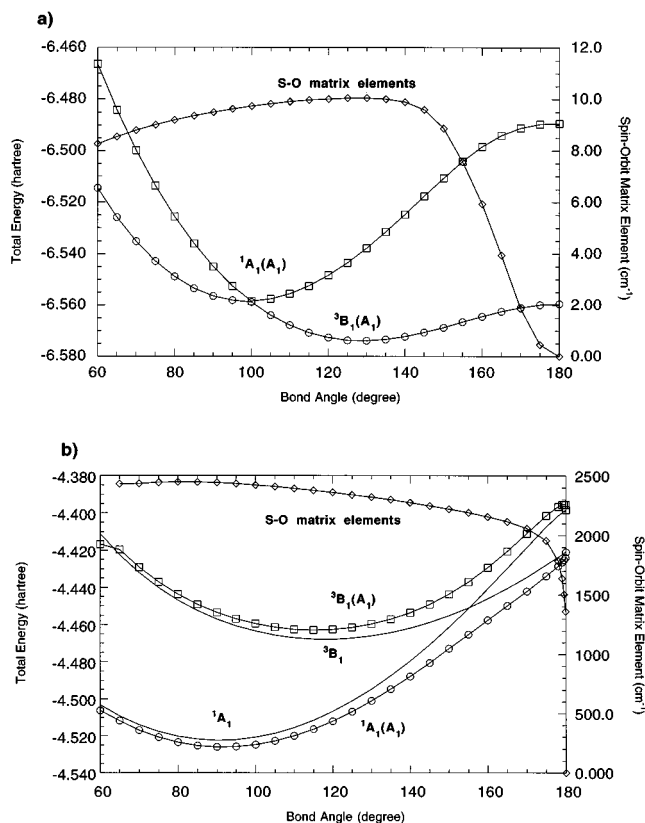 a)
-6.460
-6.480
-6.500
-6.520
-6.540
-6.560
-6.580
Total Energy (hartree)
S-O matrix elements
¹A₁(A₁)
³B₁(A₁)
12.0
10.0
8.00
6.00
4.00
2.00
0.00
Spin-Orbit Matrix Element (cm⁻¹)
60 80 100 120 140 160 180
Bond Angle (degree)
b)
-4.380
-4.400
-4.420
-4.440
-4.460
-4.480
-4.500
-4.520
-4.540
Total Energy (hartree)
S-O matrix elements
³B₁(A₁)
³B₁
¹A₁
¹A₁(A₁)
2500
2000
1500
1000
500.0
0.000
Spin-Orbit Matrix Element (cm⁻¹)
60 80 100 120 140 160 180
Bond Angle (degree)